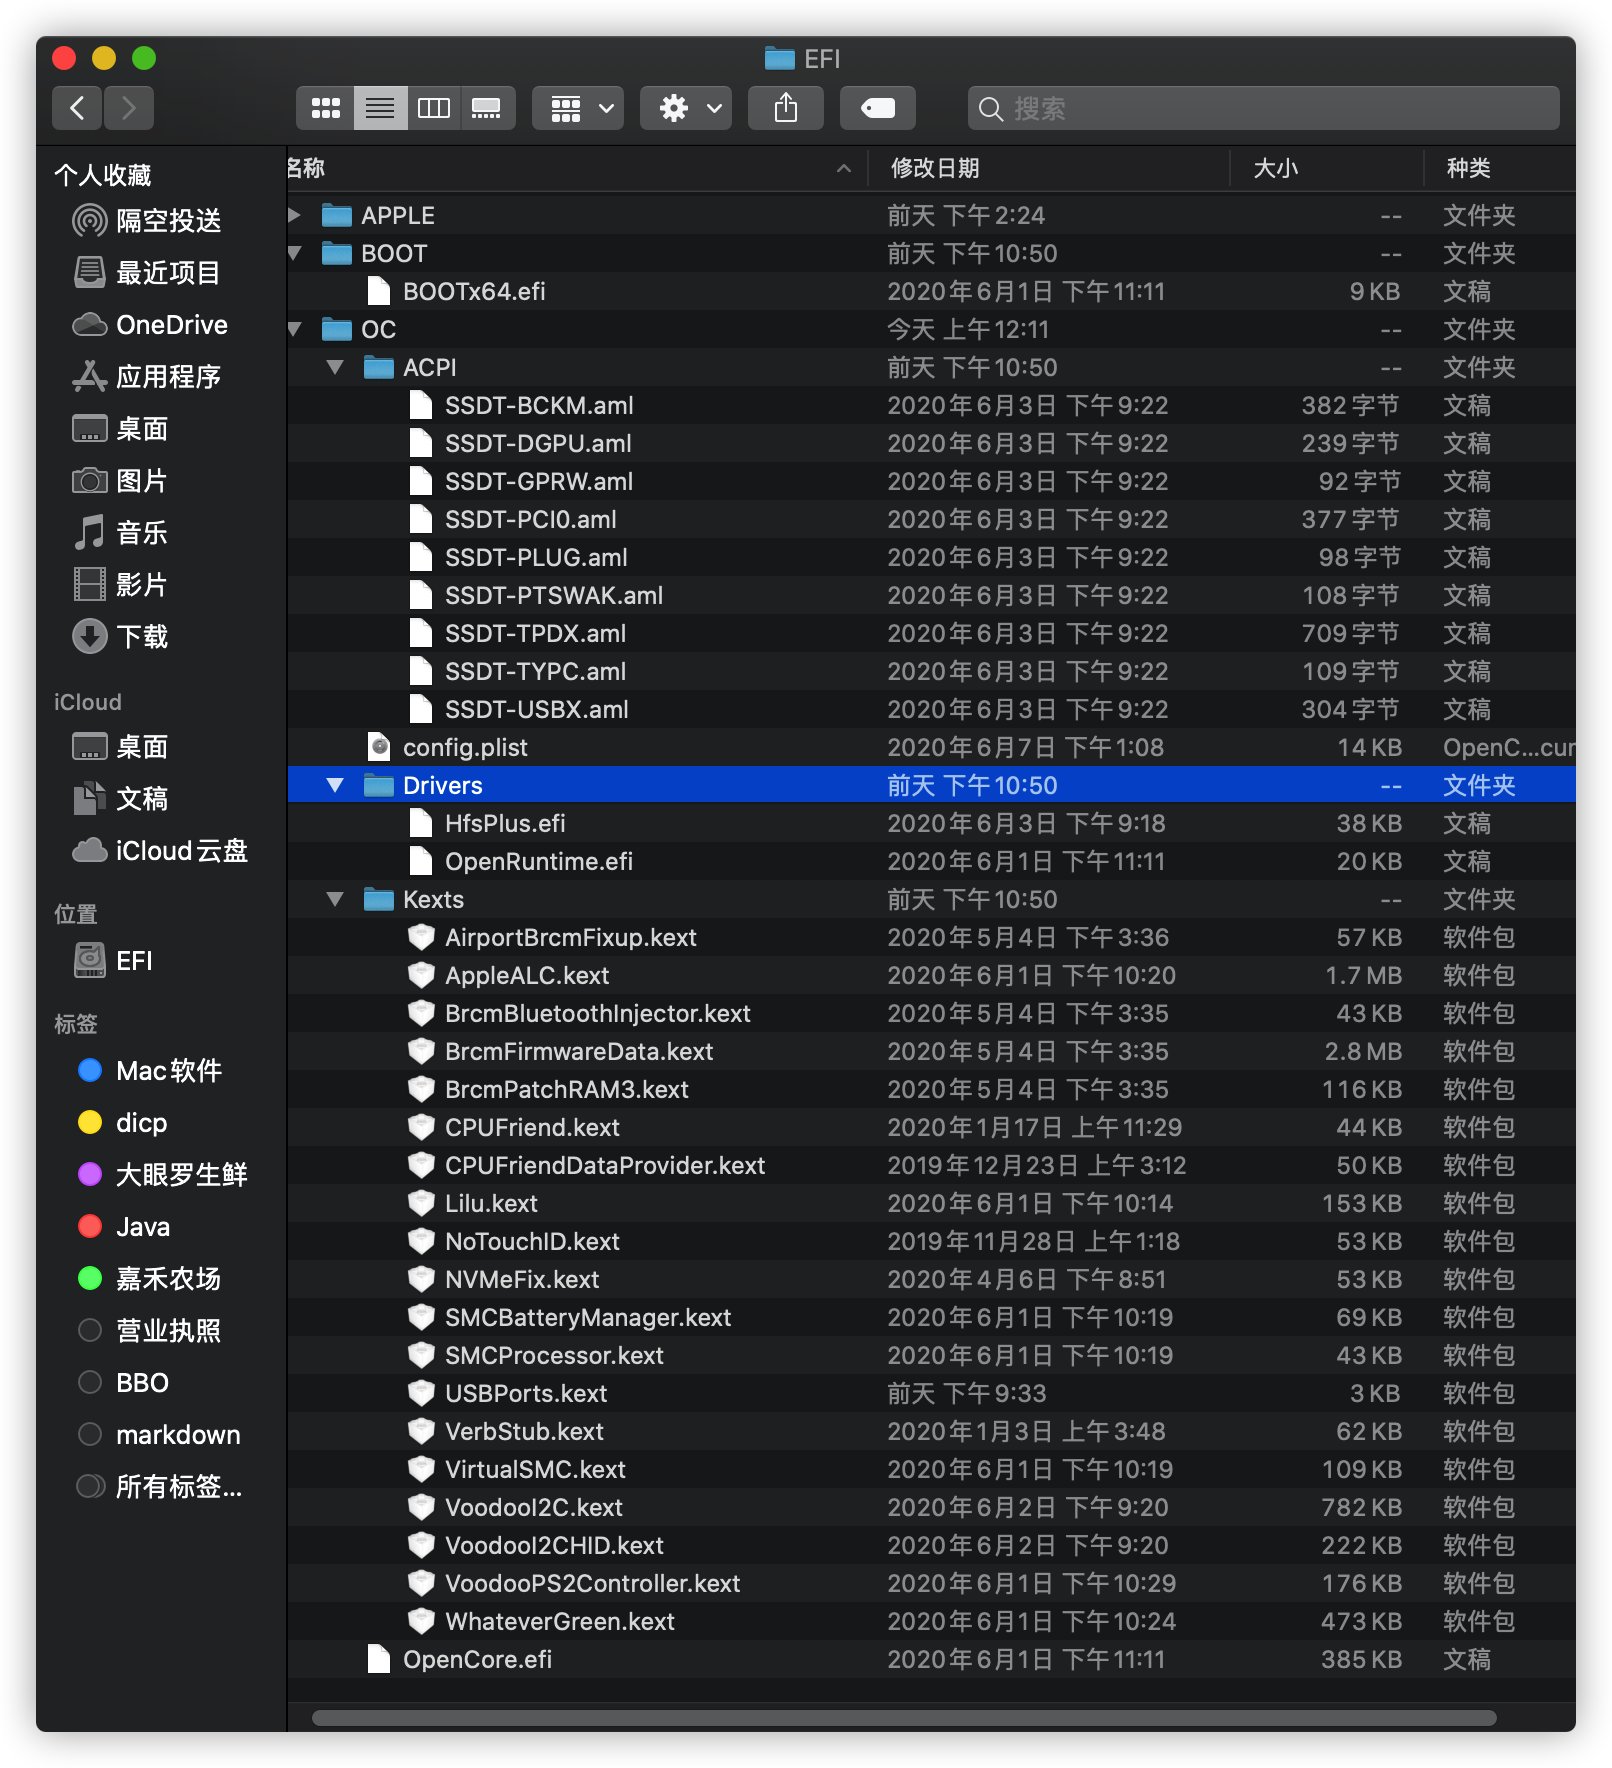 EFI
搜索
个人收藏
隔空投送
最近项目
OneDrive
应用程序
桌面
图片
音乐
影片
下载
iCloud
桌面
文稿
iCloud云盘
位置
EFI
标签
Mac软件
dicp
大眼罗生鲜
Java
嘉禾农场
营业执照
BBO
markdown
所有标签...
名称 修改日期 大小 种类
APPLE 前天 下午2:24 -- 文件夹
BOOT 前天 下午10:50 -- 文件夹
BOOTx64.efi 2020年6月1日 下午11:11 9 KB 文稿
OC 今天 上午12:11 -- 文件夹
ACPI 前天 下午10:50 -- 文件夹
SSDT-BCKM.aml 2020年6月3日 下午9:22 382字节 文稿
SSDT-DGPU.aml 2020年6月3日 下午9:22 239字节 文稿
SSDT-GPRW.aml 2020年6月3日 下午9:22 92字节 文稿
SSDT-PCI0.aml 2020年6月3日 下午9:22 377字节 文稿
SSDT-PLUG.aml 2020年6月3日 下午9:22 98字节 文稿
SSDT-PTSWAK.aml 2020年6月3日 下午9:22 108字节 文稿
SSDT-TPDX.aml 2020年6月3日 下午9:22 709字节 文稿
SSDT-TYPC.aml 2020年6月3日 下午9:22 109字节 文稿
SSDT-USBX.aml 2020年6月3日 下午9:22 304字节 文稿
config.plist 2020年6月7日 下午1:08 14 KB OpenC...cur
Drivers 前天 下午10:50 -- 文件夹
HfsPlus.efi 2020年6月3日 下午9:18 38 KB 文稿
OpenRuntime.efi 2020年6月1日 下午11:11 20 KB 文稿
Kexts 前天 下午10:50 -- 文件夹
AirportBrcmFixup.kext 2020年5月4日 下午3:36 57 KB 软件包
AppleALC.kext 2020年6月1日 下午10:20 1.7 MB 软件包
BrcmBluetoothInjector.kext 2020年5月4日 下午3:35 43 KB 软件包
BrcmFirmwareData.kext 2020年5月4日 下午3:35 2.8 MB 软件包
BrcmPatchRAM3.kext 2020年5月4日 下午3:35 116 KB 软件包
CPUFriend.kext 2020年1月17日 上午11:29 44 KB 软件包
CPUFriendDataProvider.kext 2019年12月23日 上午3:12 50 KB 软件包
Lilu.kext 2020年6月1日 下午10:14 153 KB 软件包
NoTouchID.kext 2019年11月28日 上午1:18 53 KB 软件包
NVMeFix.kext 2020年4月6日 下午8:51 53 KB 软件包
SMCBatteryManager.kext 2020年6月1日 下午10:19 69 KB 软件包
SMCProcessor.kext 2020年6月1日 下午10:19 43 KB 软件包
USBPorts.kext 前天 下午9:33 3 KB 软件包
VerbStub.kext 2020年1月3日 上午3:48 62 KB 软件包
VirtualSMC.kext 2020年6月1日 下午10:19 109 KB 软件包
VoodooI2C.kext 2020年6月2日 下午9:20 782 KB 软件包
VoodooI2CHID.kext 2020年6月2日 下午9:20 222 KB 软件包
VoodooPS2Controller.kext 2020年6月1日 下午10:29 176 KB 软件包
WhateverGreen.kext 2020年6月1日 下午10:24 473 KB 软件包
OpenCore.efi 2020年6月1日 下午11:11 385 KB 文稿